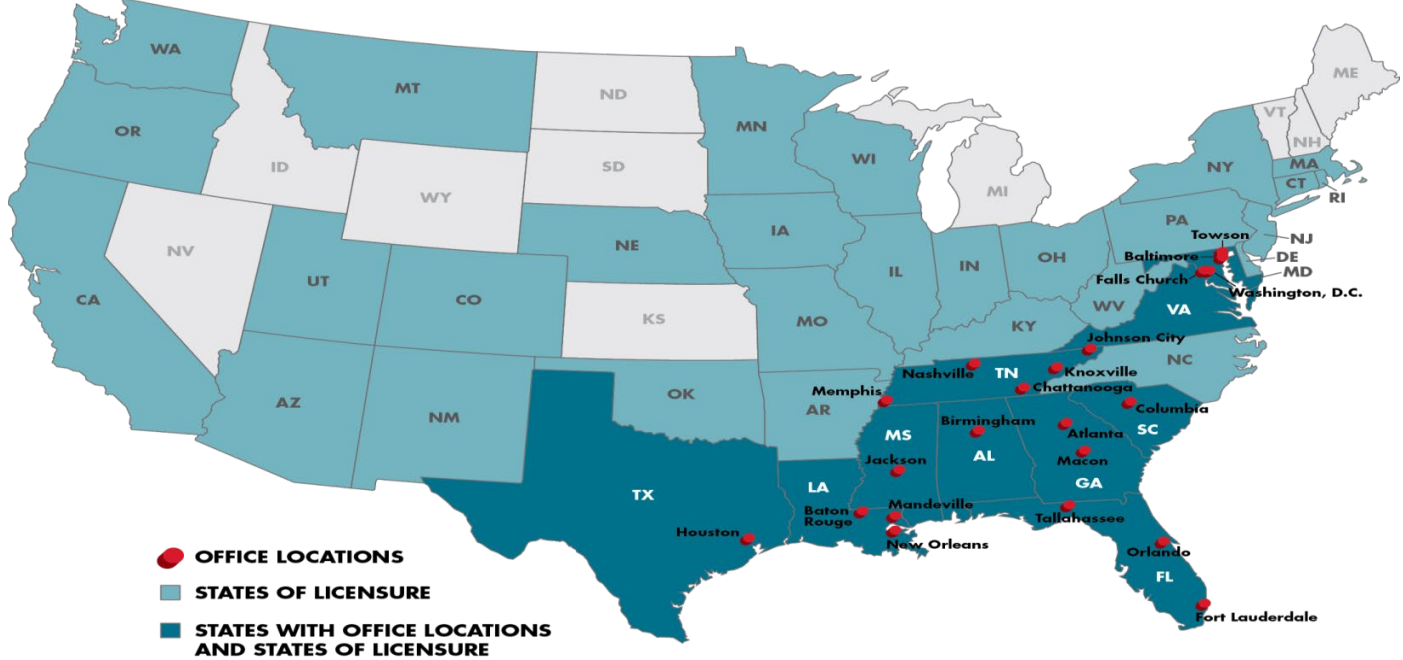 WA
MT
ND
MN
ME
VT
NH
OR
ID
SD
WI
NY
MA
CT
RI
WY
MI
PA
Towson
NJ
NV
NE
IA
Baltimore
DE
Falls Church
MD
Washington, D.C.
UT
CA
CO
IL
IN
OH
WV
VA
KS
MO
KY
Johnson City
NC
Nashville
TN
Knoxville
Chattanooga
Memphis
AZ
NM
OK
AR
Columbia
SC
Birmingham
Atlanta
MS
AL
Jackson
Macon
GA
TX
LA
Baton
Rouge
Mandeville
Tallahassee
Houston
New Orleans
Orlando
FL
Fort Lauderdale
OFFICE LOCATIONS
STATES OF LICENSURE
STATES WITH OFFICE LOCATIONS
AND STATES OF LICENSURE